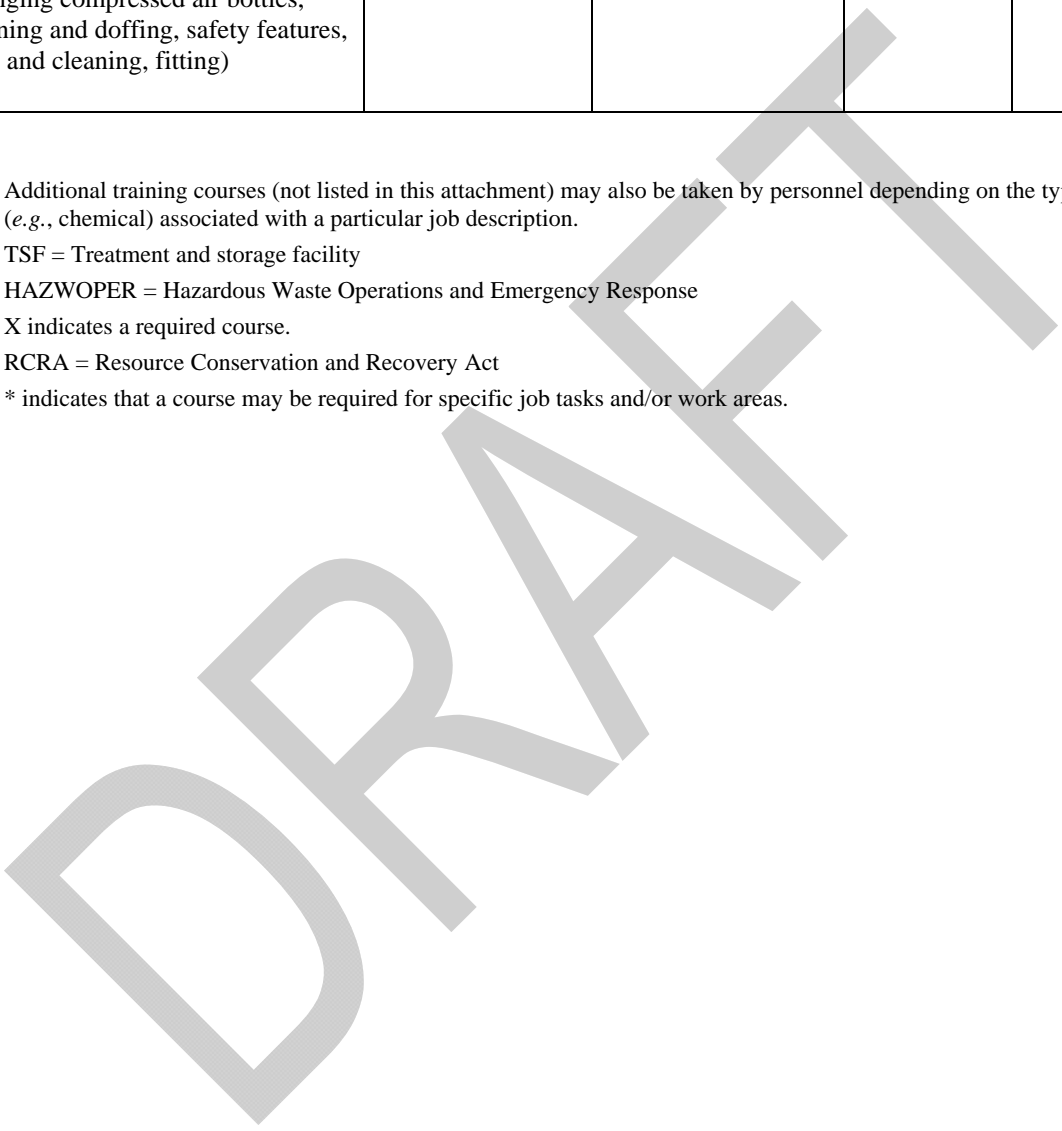 compressed air bottles,
and doffing, safety features,
and cleaning, fitting)
Additional training courses (not listed in this attachment) may also be taken by personnel depending on the
(e.g., chemical) associated with a particular job description.
TSF = Treatment and storage facility
HAZWOPER = Hazardous Waste Operations and Emergency Response
X indicates a required course.
RCRA = Resource Conservation and Recovery Act
* indicates that a course may be required for specific job tasks and/or work areas.
DRAFT